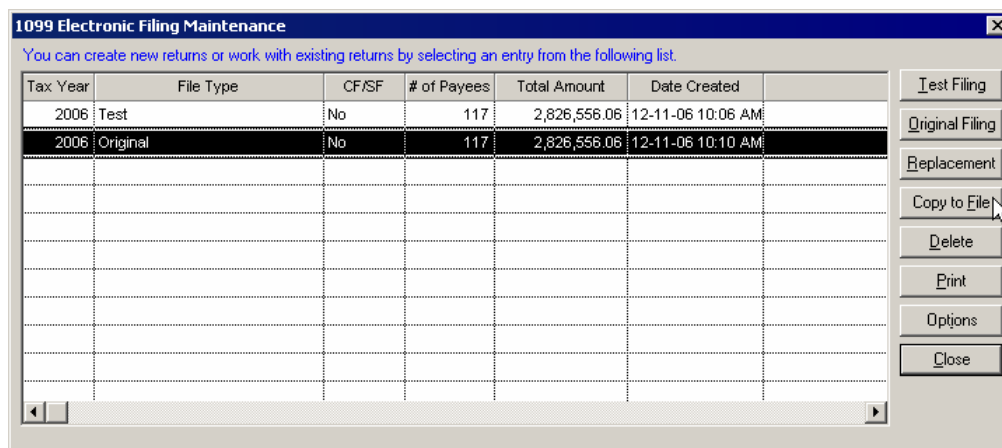 1099 Electronic Filing Maintenance
You can create new returns or work with existing returns by selecting an entry from the following list.
Tax Year File Type CF/SF # of Payees Total Amount Date Created
2006 Test No 117 2,826,556.06 12-11-06 10:06 AM
2006 Original No 117 2,826,556.06 12-11-06 10:10 AM
Test Filing
Original Filing
Replacement
Copy to File
Delete
Print
Options
Close